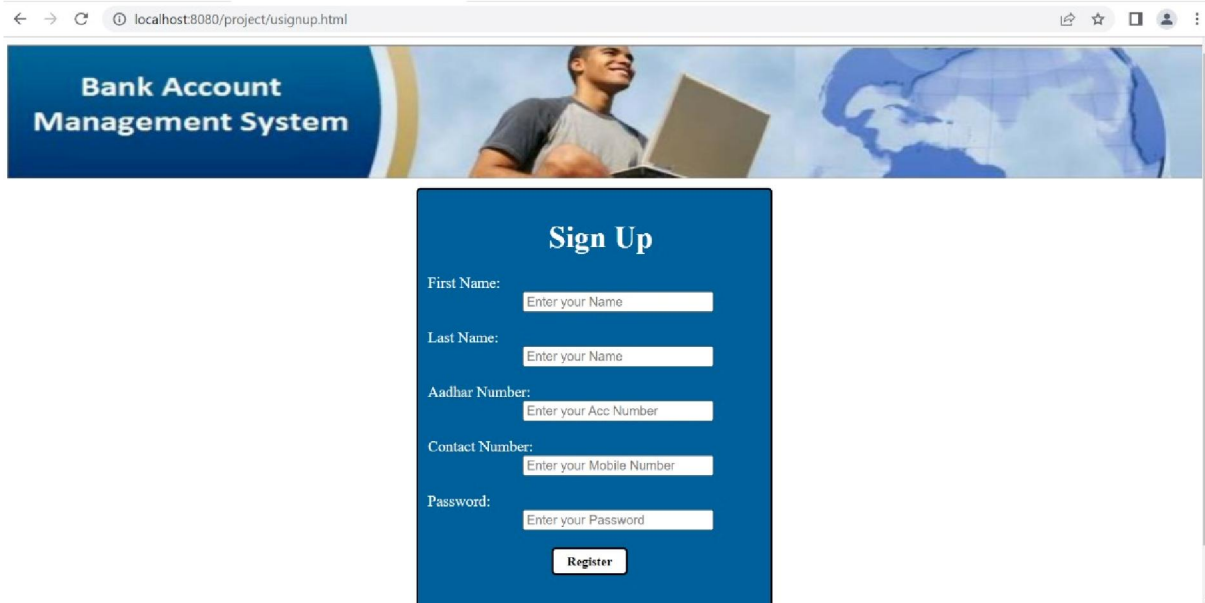 localhost:8080/project/usignup.html
Bank Account
Management System
Sign Up
First Name:
Enter your Name
Last Name:
Enter your Name
Aadhar Number:
Enter your Acc Number
Contact Number:
Enter your Mobile Number
Password:
Enter your Password
Register